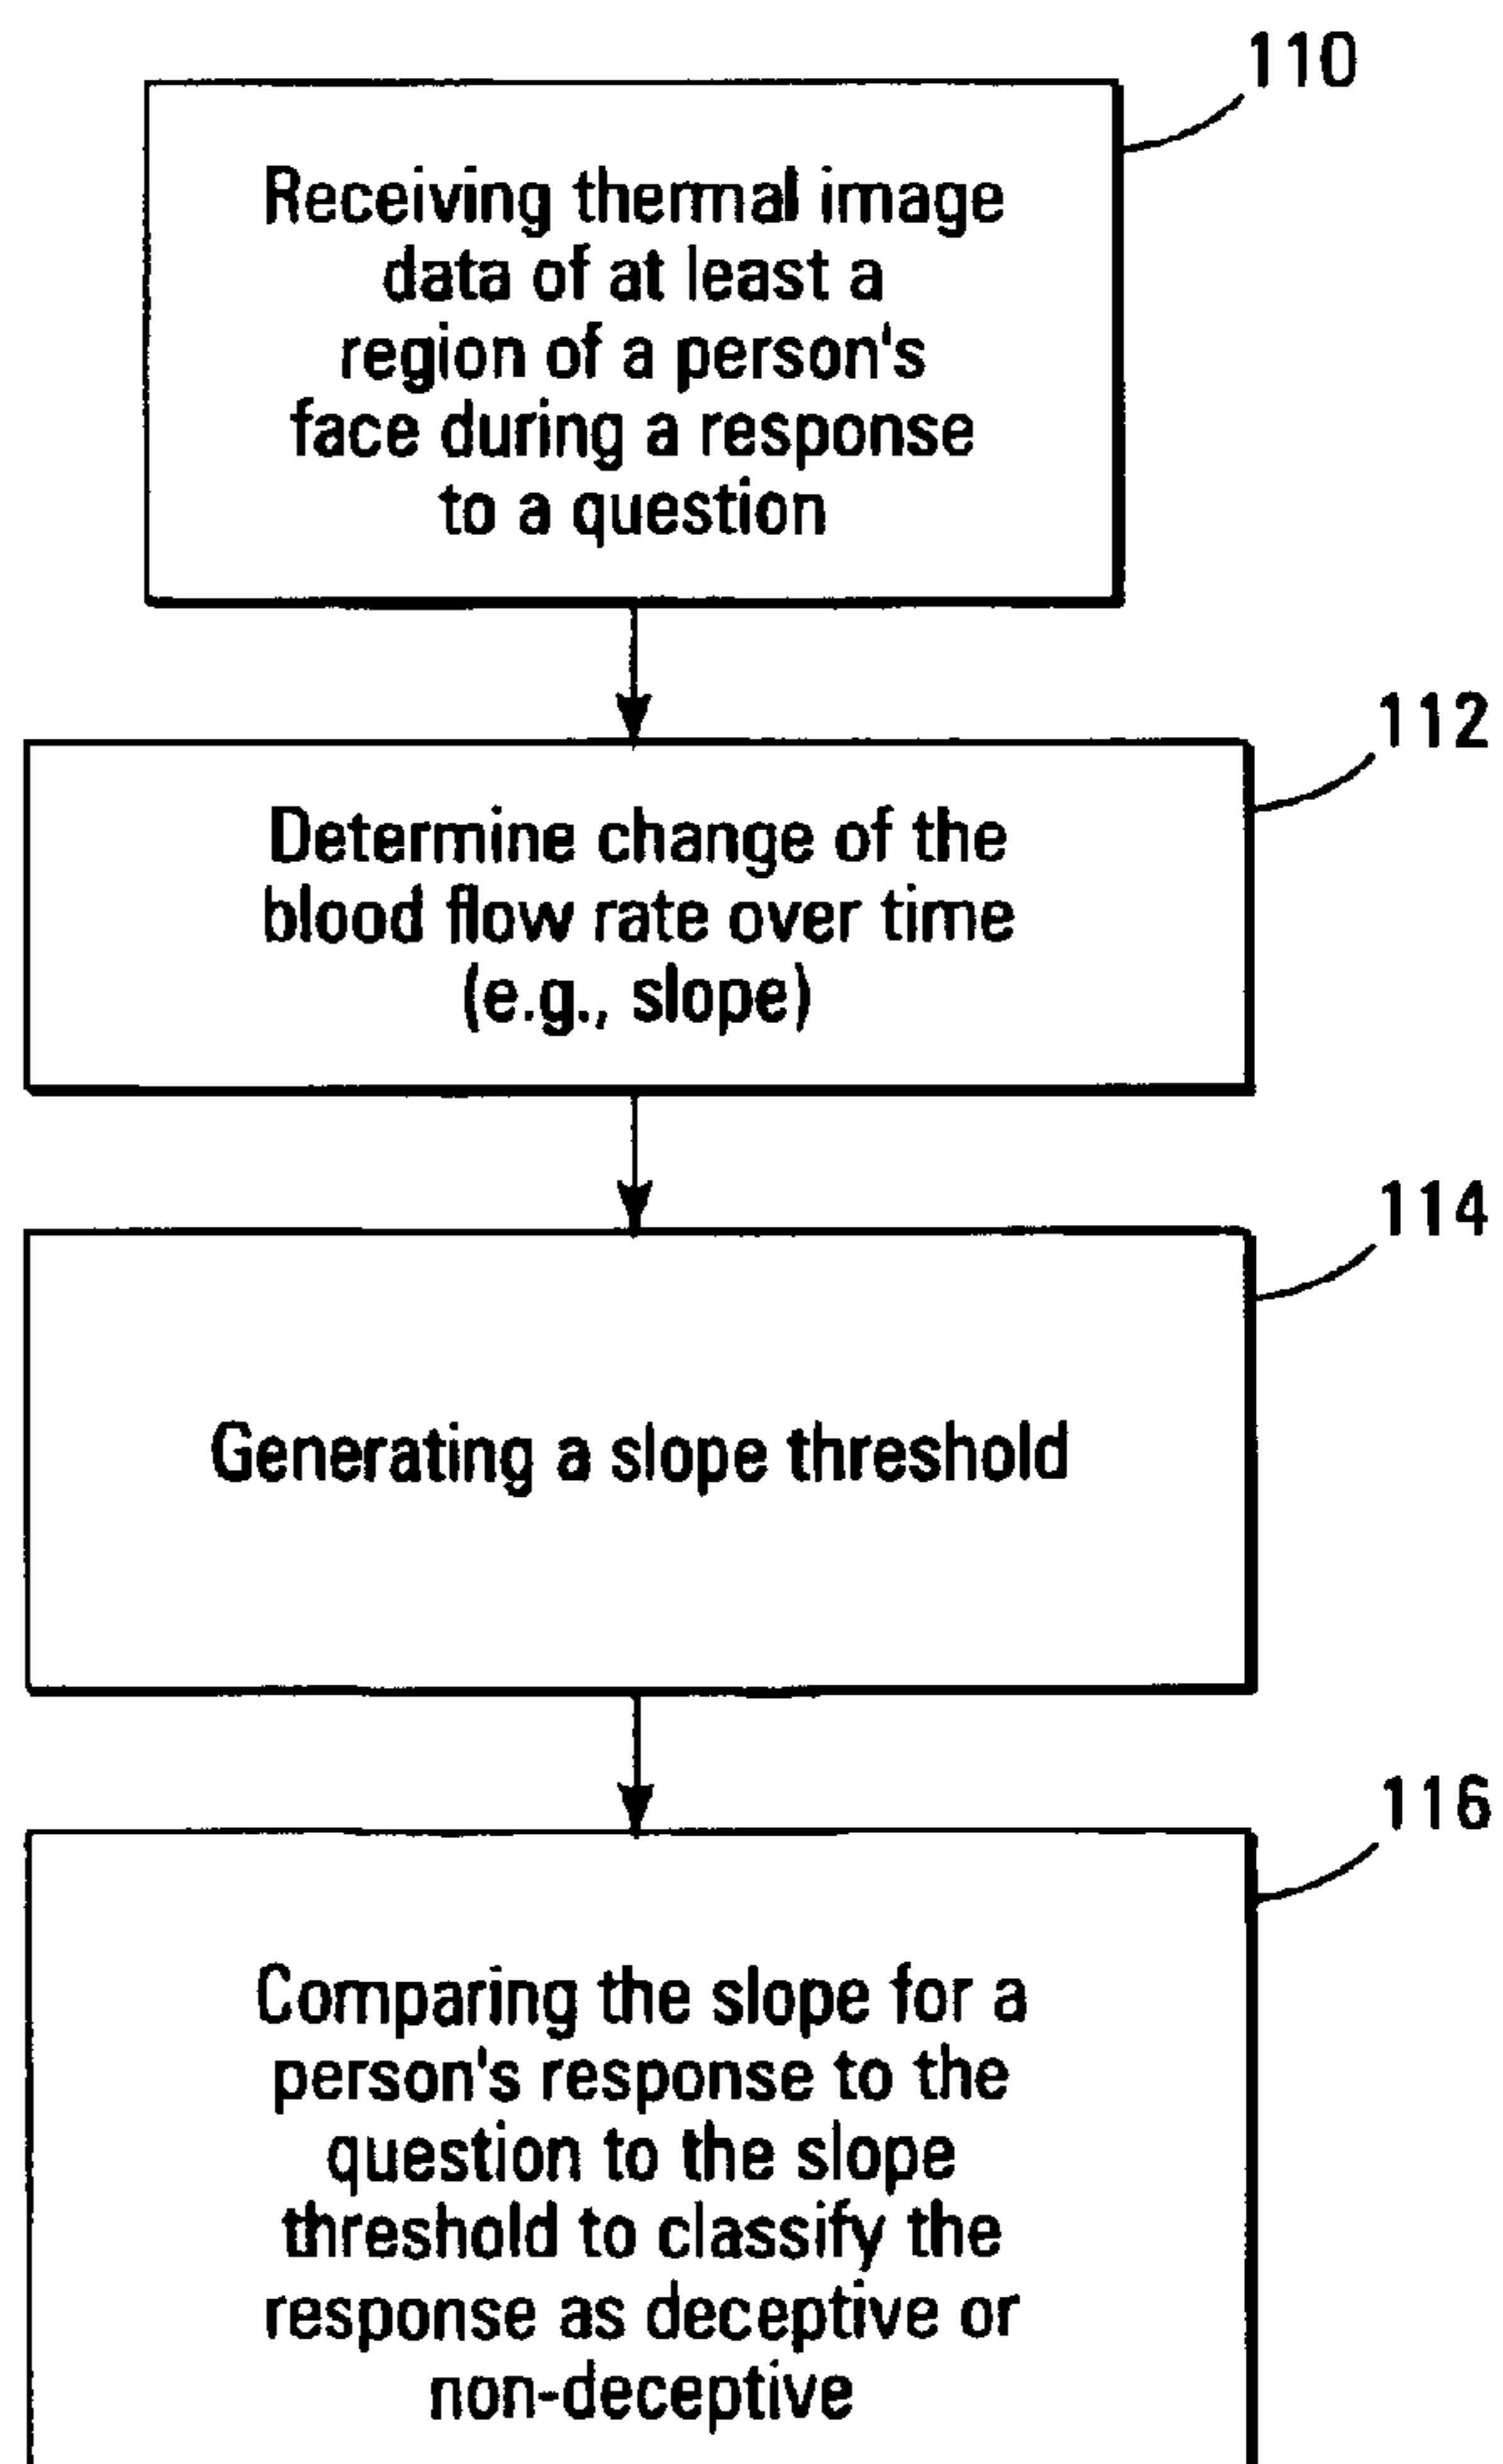 110
Receiving thermal image
data of at least a
region of a person's
face during a response
to a question
112
Determine change of the
blood flow rate over time
(e.g., slope)
114
Generating a slope threshold
116
Comparing the slope for a
person's response to the
question to the slope
threshold to classify the
response as deceptive or
non-deceptive